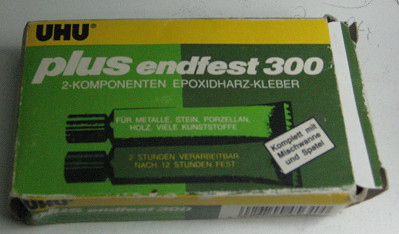 UHU
plus endfest 300
2-KOMPONENTEN EPOXIDHARZ-KLEBER
FÜR METALLE, STEIN, PORZELLAN,
HOLZ, VIELE KUNSTSTOFFE
2 STUNDEN VERARBEITBAR
NACH 12 STUNDEN FEST
Komplett mit
Mischwanne
und Spatel
UHU
plus endfest 300